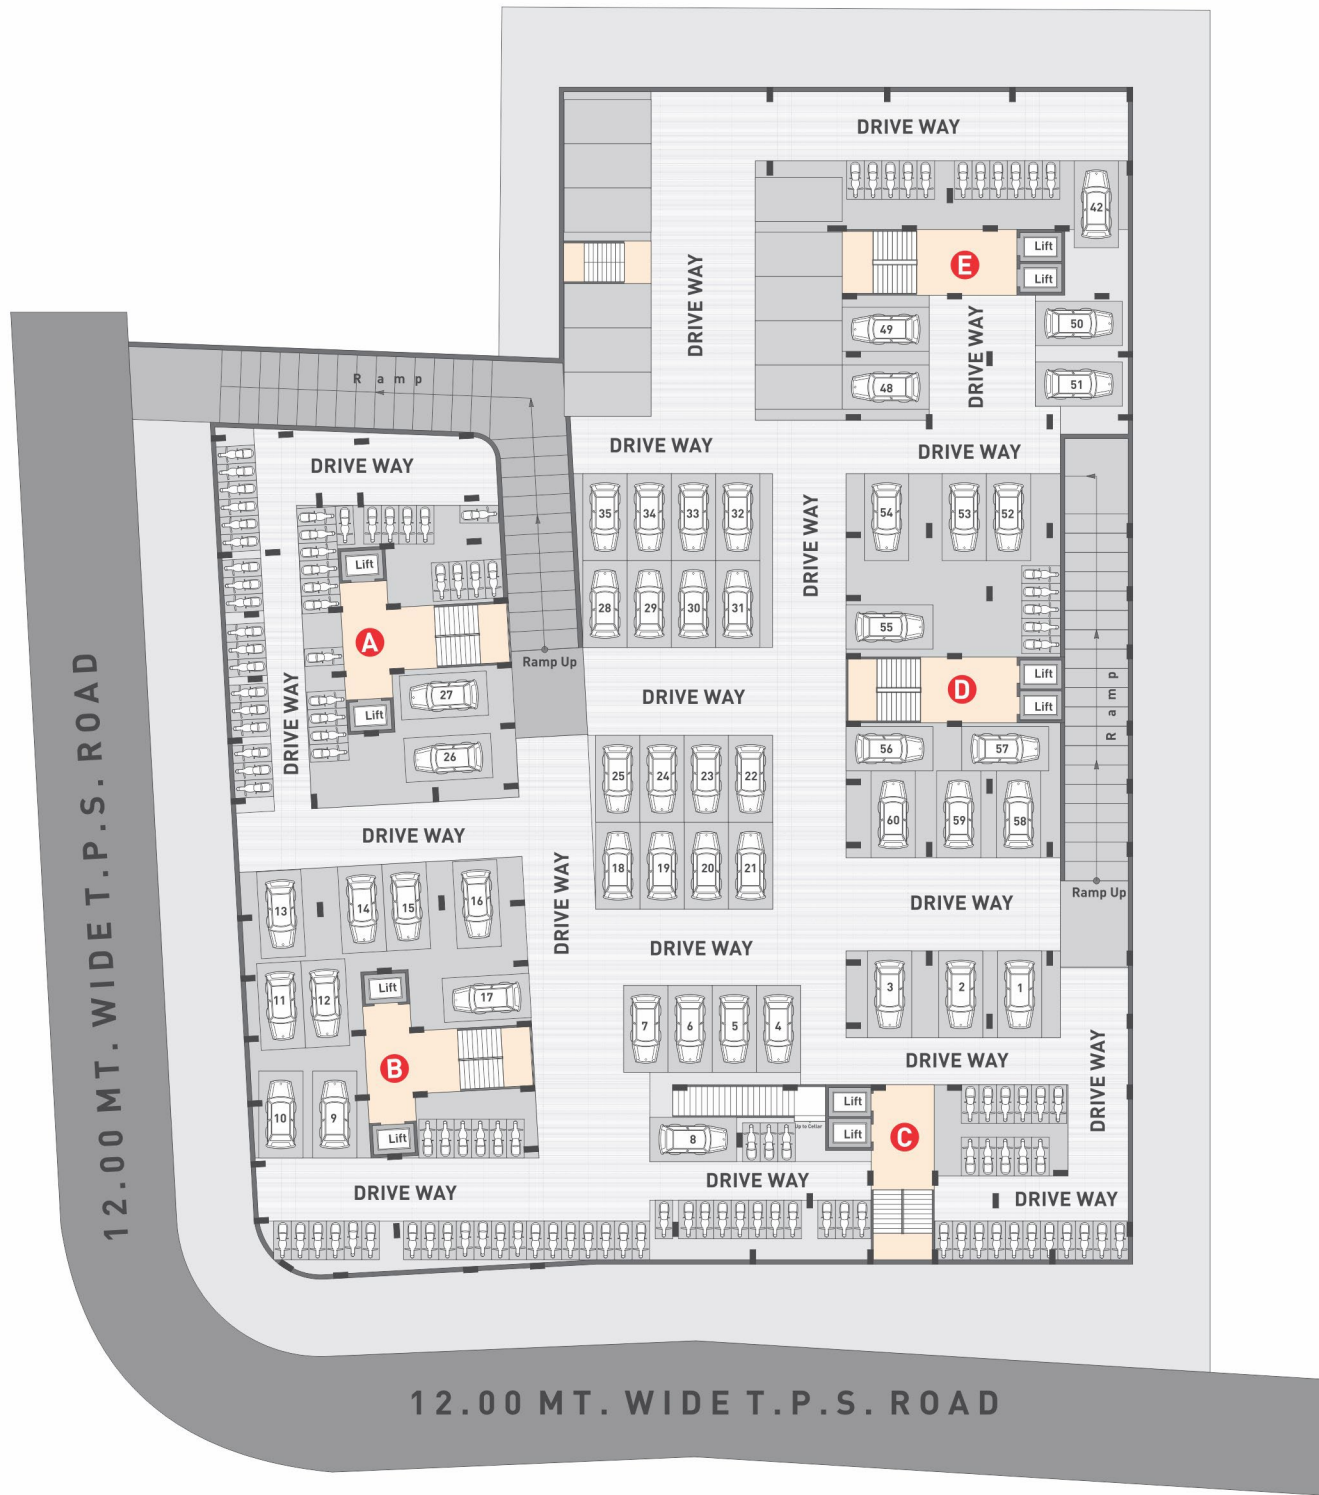 DRIVE WAY
42
Lift
E
Lift
DRIVE WAY
DRIVE WAY
49
50
48
51
Ramp
DRIVE WAY
DRIVE WAY
DRIVE WAY
35
34
33
32
54
53
52
DRIVE WAY
Lift
28
29
30
31
55
A
Ramp Up
Lift
D
Lift
Ramp
27
Lift
DRIVE WAY
DRIVE WAY
26
56
57
25
24
23
22
60
59
58
DRIVE WAY
18
19
20
21
DRIVE WAY
Ramp Up
DRIVE WAY
13
14
15
16
DRIVE WAY
11
12
Lift
17
3
2
1
7
6
5
4
B
DRIVE WAY
DRIVE WAY
10
9
Lift
Lift
Lift
8
Up to Cellar
C
DRIVE WAY
DRIVE WAY
DRIVE WAY
12.00 MT. WIDE T.P.S. ROAD
12.00 MT. WIDE T.P.S. ROAD